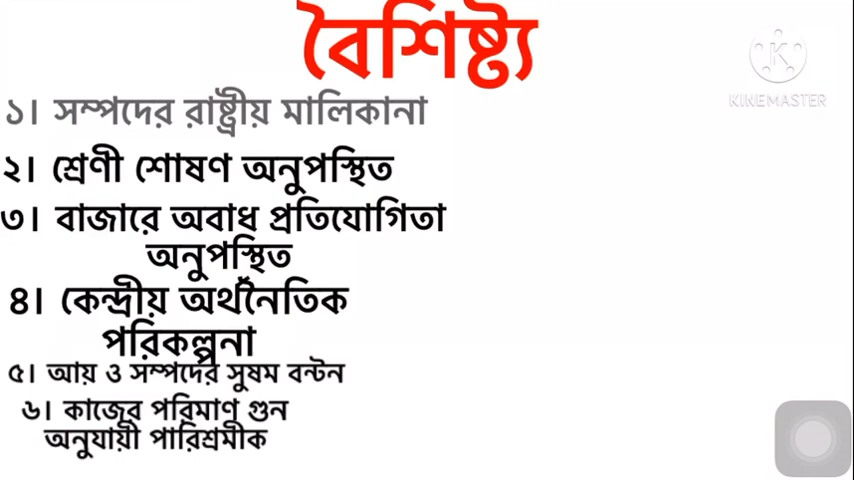 বৈশিষ্ট্য
KINEMASTER
১। সম্পদের রাষ্ট্রীয় মালিকানা
২। শ্রেণী শোষণ অনুপস্থিত
৩। বাজারে অবাধ প্রতিযোগিতা
অনুপস্থিত
৪। কেন্দ্রীয় অর্থনৈতিক
পরিকল্পনা
৫। আয় ও সম্পদের সুষম বন্টন
৬। কাজের পরিমাণ গুন
অনুযায়ী পারিশ্রমীক